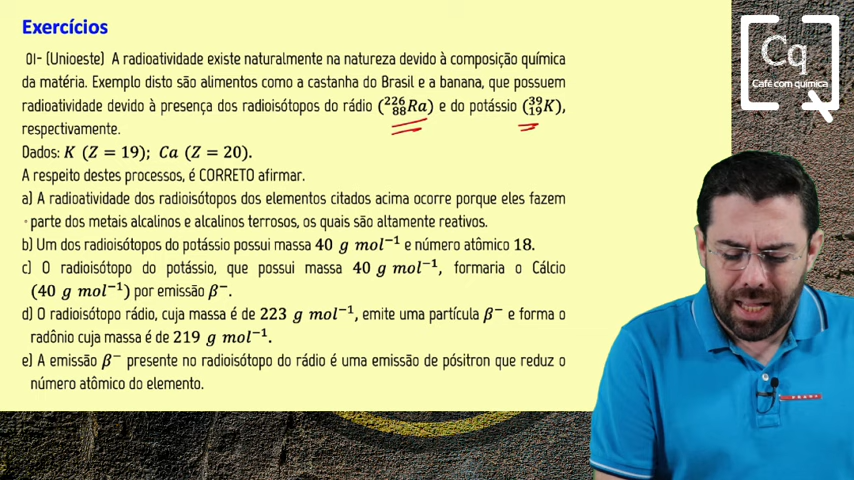 Exercícios
Cq
Café com química
01- (Unioeste) A radioatividade existe naturalmente na natureza devido à composição química
da matéria. Exemplo disto são alimentos como a castanha do Brasil e a banana, que possuem
radioatividade devido à presença dos radioisótopos do rádio (²²⁶₈₈Ra) e do potássio (³⁹₁₉K),
respectivamente.
Dados: K (Z = 19); Ca (Z = 20).
A respeito destes processos, é CORRETO afirmar.
a) A radioatividade dos radioisótopos dos elementos citados acima ocorre porque eles fazem
parte dos metais alcalinos e alcalinos terrosos, os quais são altamente reativos.
b) Um dos radioisótopos do potássio possui massa 40 g mol⁻¹ e número atômico 18.
c) O radioisótopo do potássio, que possui massa 40 g mol⁻¹, formaria o Cálcio
(40 g mol⁻¹) por emissão β⁻.
d) O radioisótopo rádio, cuja massa é de 223 g mol⁻¹, emite uma partícula β⁻ e forma o
radônio cuja massa é de 219 g mol⁻¹.
e) A emissão β⁻ presente no radioisótopo do rádio é uma emissão de pósitron que reduz o
número atômico do elemento.